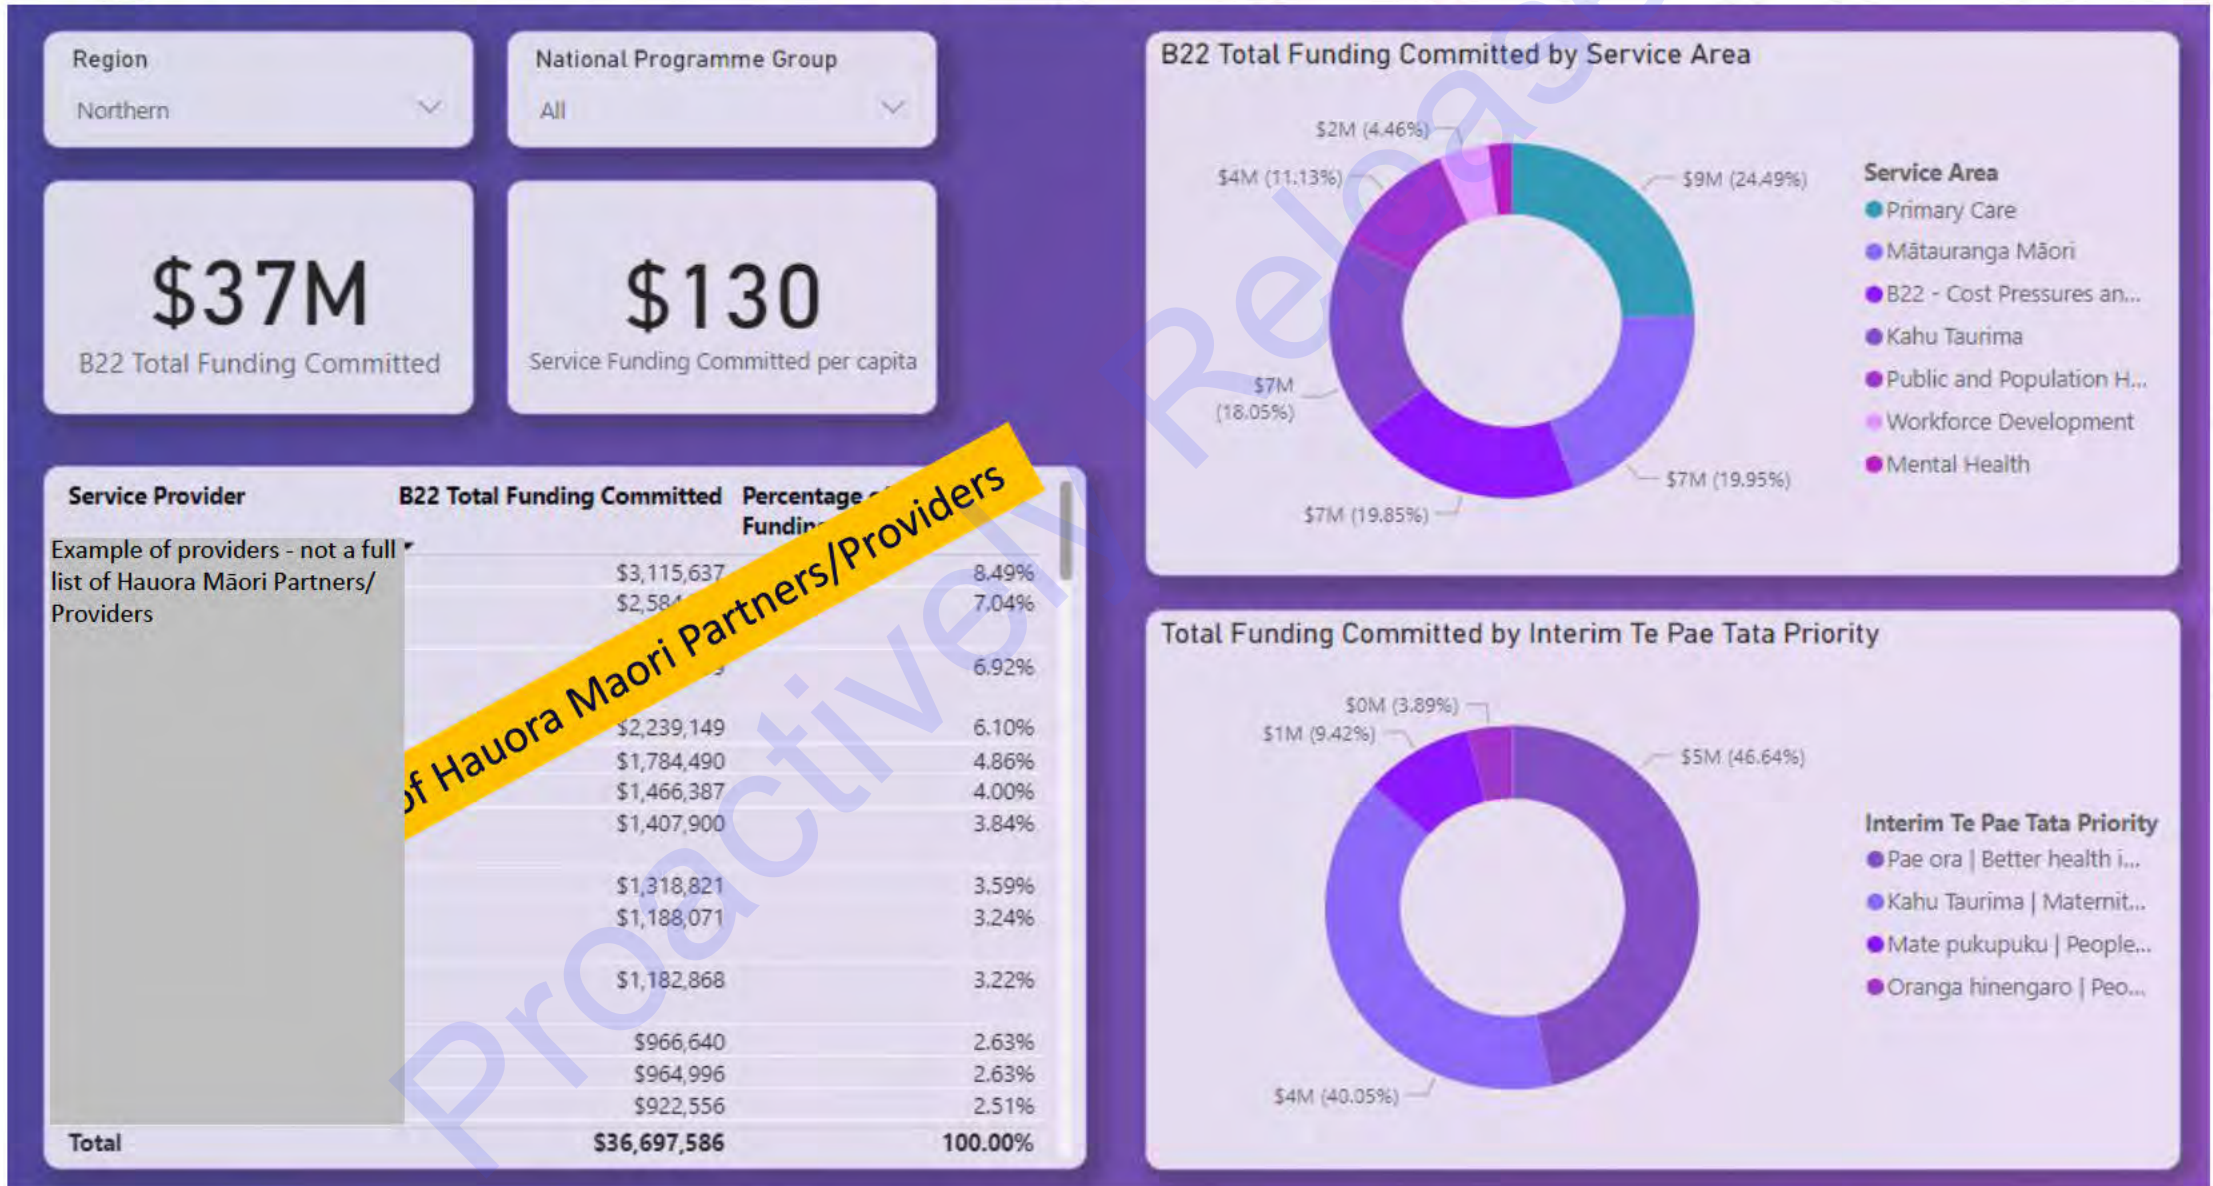 Region
Northern
National Programme Group
All
$37M
B22 Total Funding Committed
$130
Service Funding Committed per capita
Service Provider
B22 Total Funding Committed
Percentage
Example of providers - not a full
list of Hauora Māori Partners/
Providers
of Hauora Maori Partners/Providers
$3,115,637 8.49%
7.04%
6.92%
$2,239,149 6.10%
$1,784,490 4.86%
$1,466,387 4.00%
$1,407,900 3.84%
$1,318,821 3.59%
$1,188,071 3.24%
$1,182,868 3.22%
$966,640 2.63%
$964,996 2.63%
$922,556 2.51%
Total $36,697,586 100.00%
B22 Total Funding Committed by Service Area
$2M (4.46%)
$4M (11.13%)
$9M (24.49%)
$7M
(18.05%)
$7M (19.95%)
$7M (19.85%)
Service Area
Primary Care
Mātauranga Māori
B22 - Cost Pressures an...
Kahu Taurima
Public and Population H...
Workforce Development
Mental Health
Total Funding Committed by Interim Te Pae Tata Priority
$0M (3.89%)
$1M (9.42%)
$5M (46.64%)
$4M (40.05%)
Interim Te Pae Tata Priority
Pae ora | Better health i...
Kahu Taurima | Maternit...
Mate pukupuku | People...
Oranga hinengaro | Peo...
Proactively